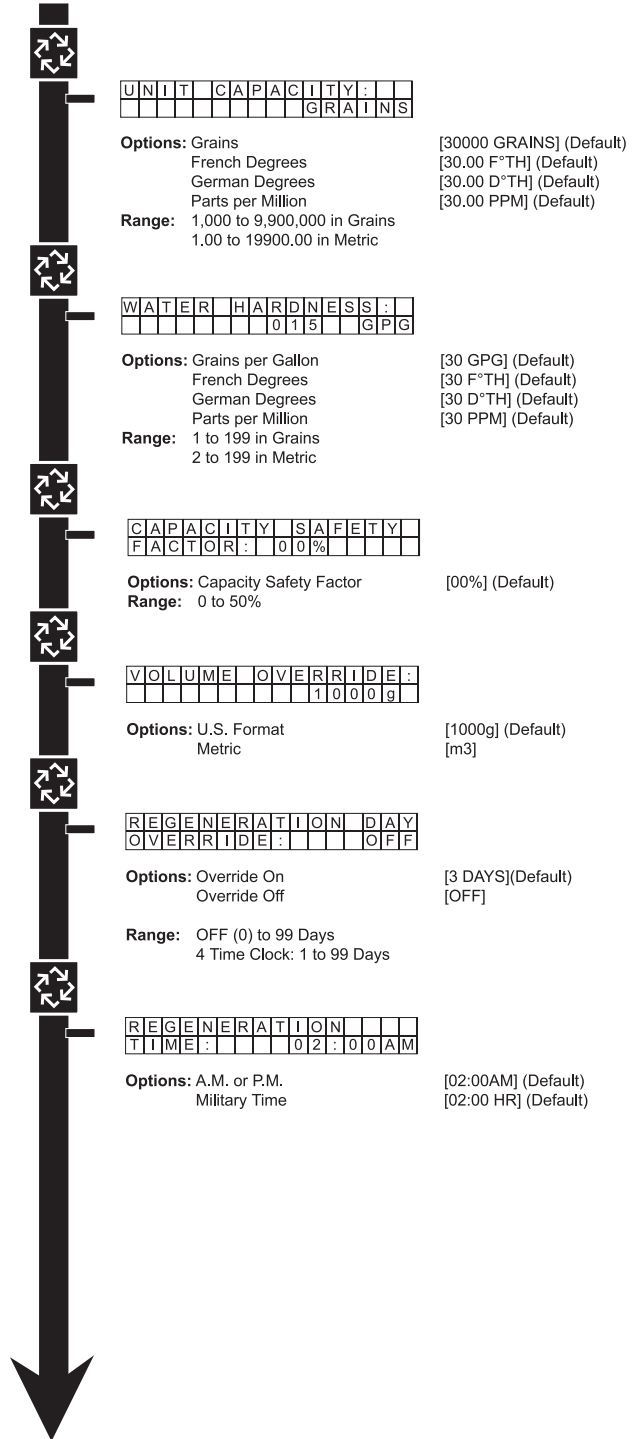 UNIT CAPACITY:
GRAINS
Options: Grains [30000 GRAINS] (Default)
French Degrees [30.00 F°TH] (Default)
German Degrees [30.00 D°TH] (Default)
Parts per Million [30.00 PPM] (Default)
Range: 1,000 to 9,900,000 in Grains
1.00 to 19900.00 in Metric
WATER HARDNESS:
015 GPG
Options: Grains per Gallon [30 GPG] (Default)
French Degrees [30 F°TH] (Default)
German Degrees [30 D°TH] (Default)
Parts per Million [30 PPM] (Default)
Range: 1 to 199 in Grains
2 to 199 in Metric
CAPACITY SAFETY
FACTOR: 00%
Options: Capacity Safety Factor [00%] (Default)
Range: 0 to 50%
VOLUME OVERRIDE:
1000g
Options: U.S. Format [1000g] (Default)
Metric [m3]
REGENERATION DAY
OVERRIDE: OFF
Options: Override On [3 DAYS](Default)
Override Off [OFF]
Range: OFF (0) to 99 Days
4 Time Clock: 1 to 99 Days
REGENERATION
TIME: 02:00AM
Options: A.M. or P.M. [02:00AM] (Default)
Military Time [02:00 HR] (Default)